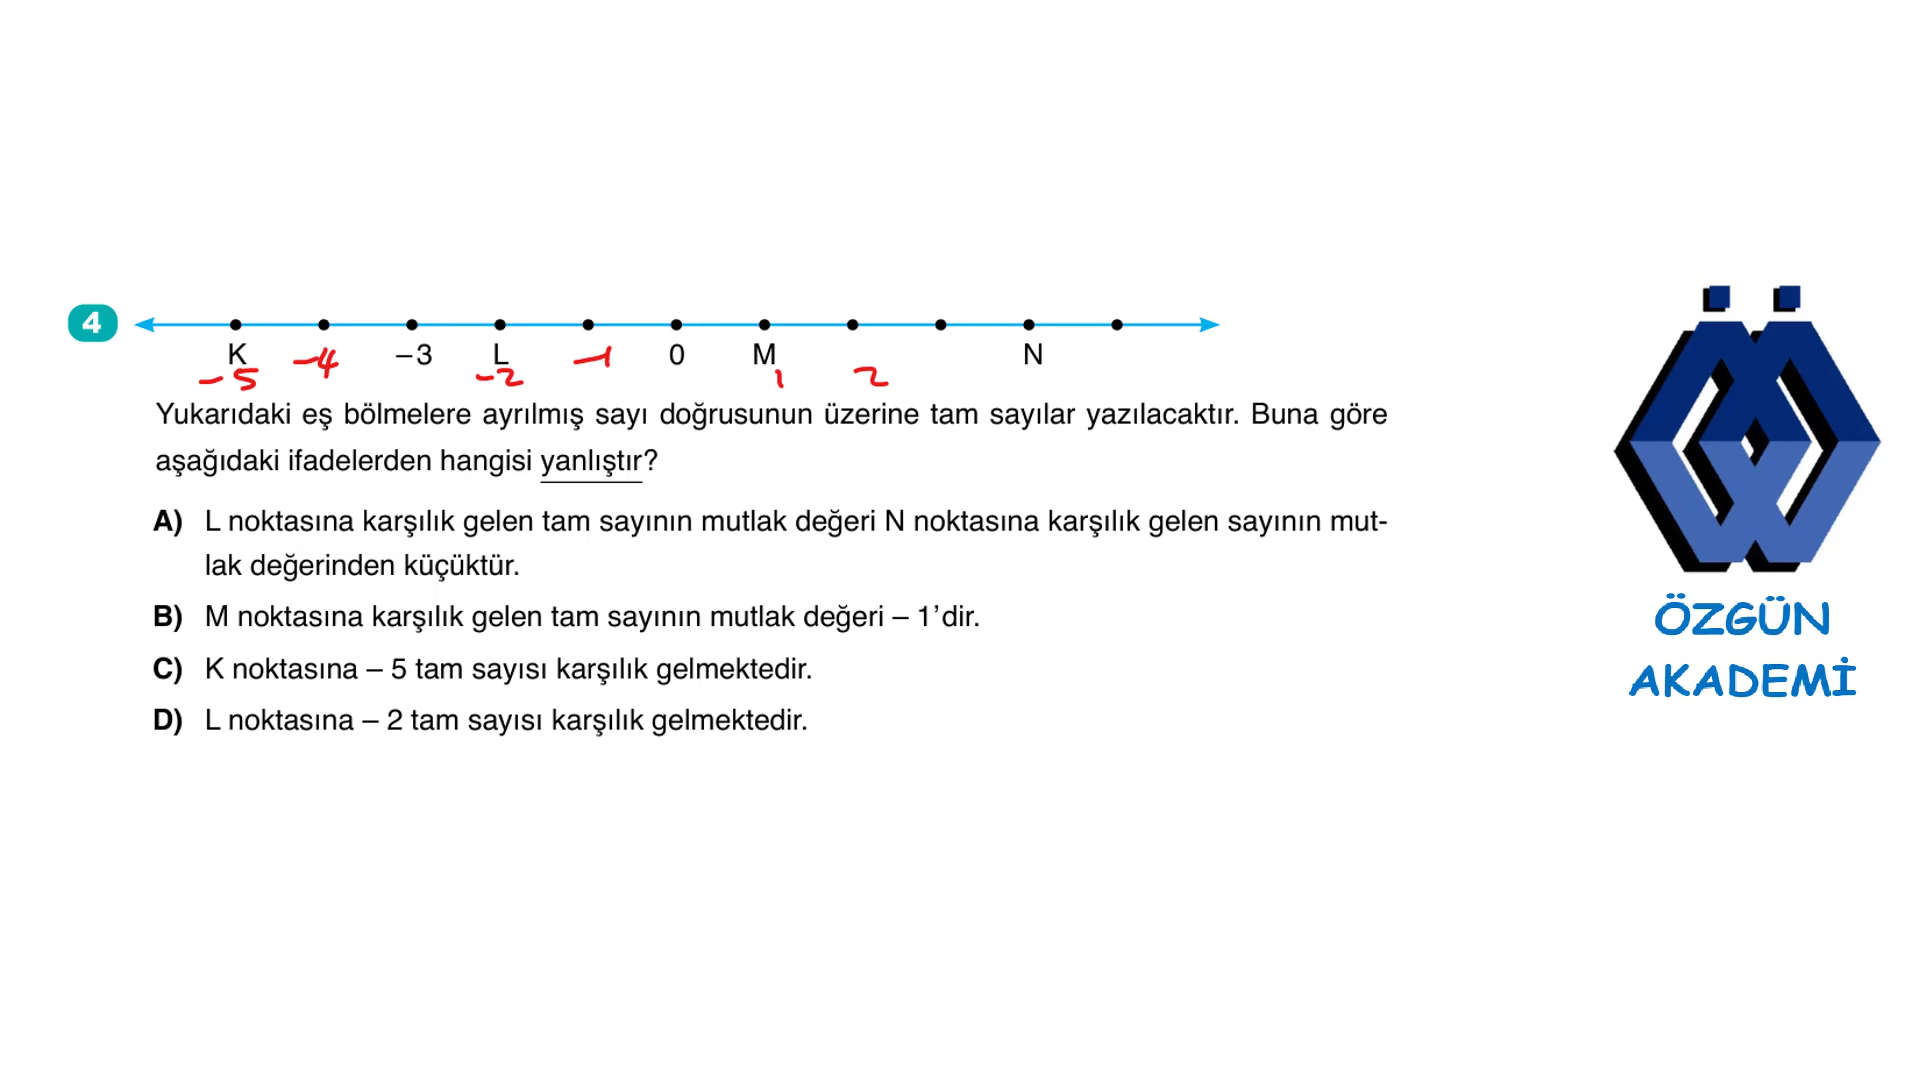 4
K -4 –3 L -1 0 M N
-5 -2 1 2
Yukarıdaki eş bölmelere ayrılmış sayı doğrusunun üzerine tam sayılar yazılacaktır. Buna göre
aşağıdaki ifadelerden hangisi yanlıştır?
A) L noktasına karşılık gelen tam sayının mutlak değeri N noktasına karşılık gelen sayının mut-
lak değerinden küçüktür.
B) M noktasına karşılık gelen tam sayının mutlak değeri – 1’dir.
C) K noktasına – 5 tam sayısı karşılık gelmektedir.
D) L noktasına – 2 tam sayısı karşılık gelmektedir.
ÖZGÜN
AKADEMİ